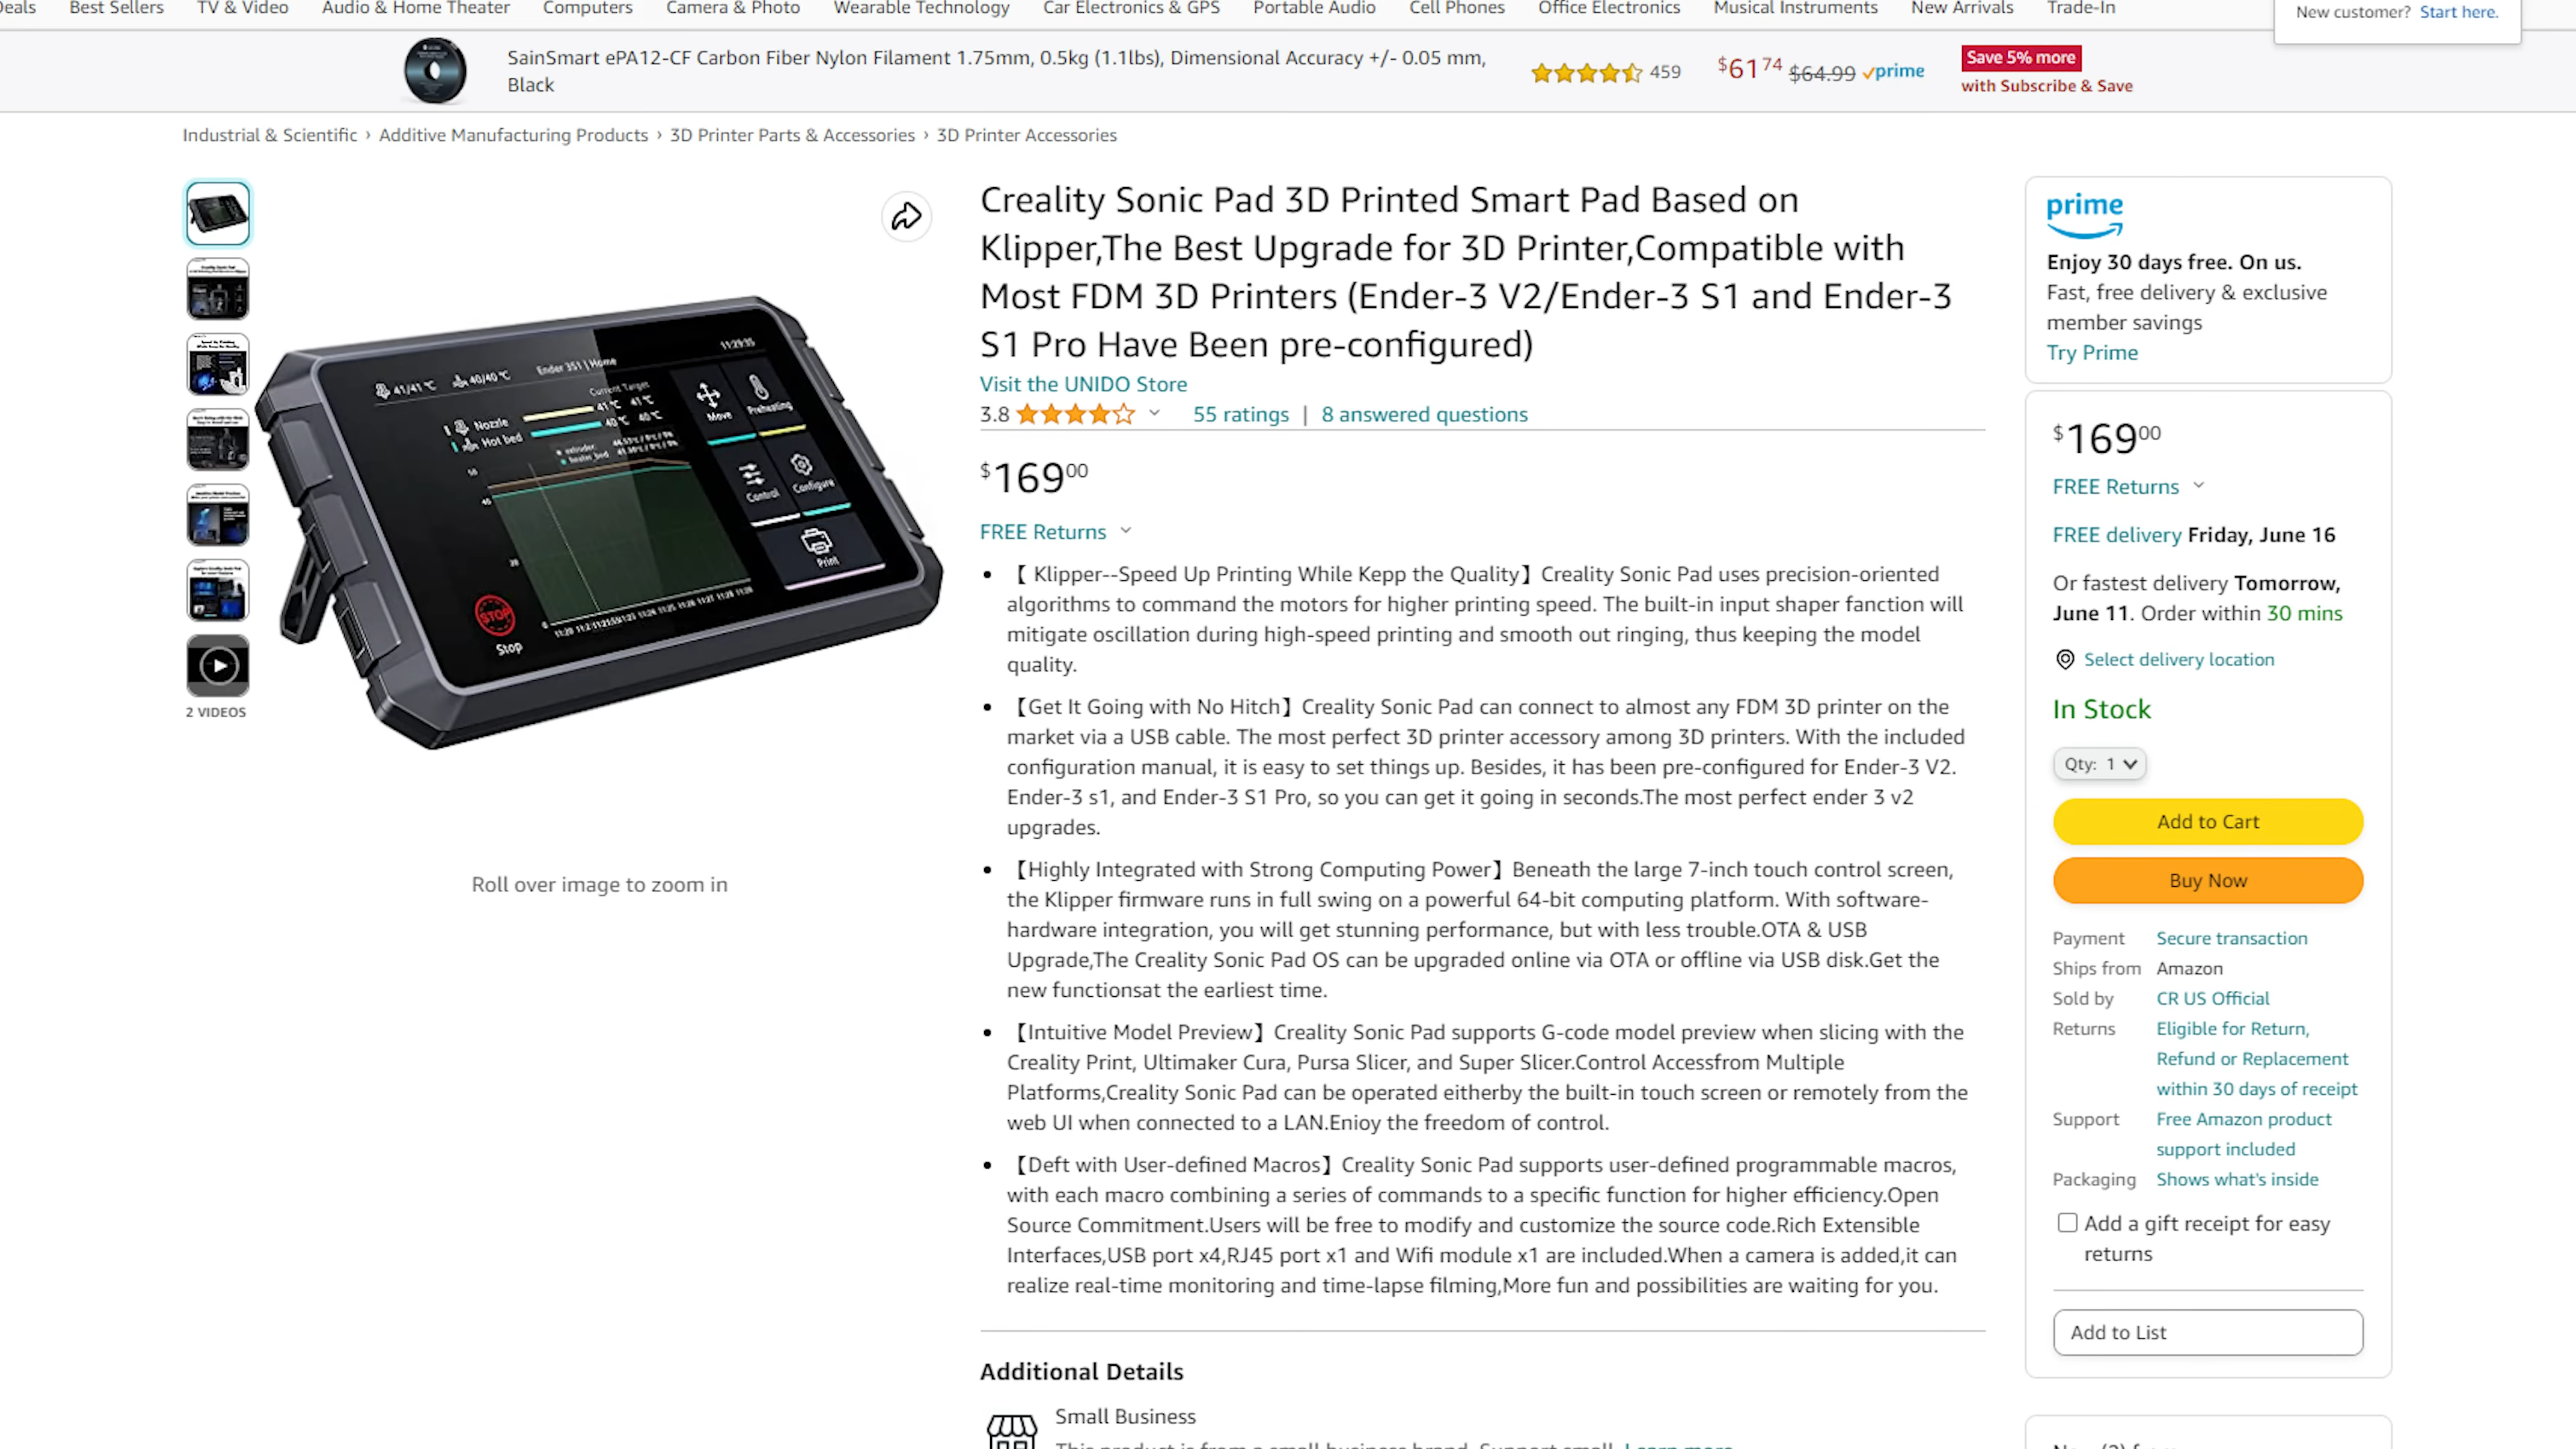 Deals Best Sellers TV & Video Audio & Home Theater Computers Camera & Photo Wearable Technology Car Electronics & GPS Portable Audio Cell Phones Office Electronics Musical Instruments New Arrivals Trade-In
New customer? Start here.
SainSmart ePA12-CF Carbon Fiber Nylon Filament 1.75mm, 0.5kg (1.1lbs), Dimensional Accuracy +/- 0.05 mm,
Black
459 $61 74 $64.99 prime
Save 5% more
with Subscribe & Save
Industrial & Scientific › Additive Manufacturing Products › 3D Printer Parts & Accessories › 3D Printer Accessories
2 VIDEOS
11:29:35
41/41 °C 40/40 °C Ender 3S1 | Home
Current Target
Nozzle 41°C 41°C
Hot bed 40°C 40°C
Move
Preheating
Control
Configure
Print
STOP
Stop
Roll over image to zoom in
Creality Sonic Pad 3D Printed Smart Pad Based on
Klipper,The Best Upgrade for 3D Printer,Compatible with
Most FDM 3D Printers (Ender-3 V2/Ender-3 S1 and Ender-3
S1 Pro Have Been pre-configured)
Visit the UNIDO Store
3.8 55 ratings | 8 answered questions
$169 00
FREE Returns
• 【 Klipper--Speed Up Printing While Kepp the Quality】Creality Sonic Pad uses precision-oriented
algorithms to command the motors for higher printing speed. The built-in input shaper fanction will
mitigate oscillation during high-speed printing and smooth out ringing, thus keeping the model
quality.
• 【Get It Going with No Hitch】Creality Sonic Pad can connect to almost any FDM 3D printer on the
market via a USB cable. The most perfect 3D printer accessory among 3D printers. With the included
configuration manual, it is easy to set things up. Besides, it has been pre-configured for Ender-3 V2.
Ender-3 s1, and Ender-3 S1 Pro, so you can get it going in seconds.The most perfect ender 3 v2
upgrades.
• 【Highly Integrated with Strong Computing Power】Beneath the large 7-inch touch control screen,
the Klipper firmware runs in full swing on a powerful 64-bit computing platform. With software-
hardware integration, you will get stunning performance, but with less trouble.OTA & USB
Upgrade,The Creality Sonic Pad OS can be upgraded online via OTA or offline via USB disk.Get the
new functionsat the earliest time.
• 【Intuitive Model Preview】Creality Sonic Pad supports G-code model preview when slicing with the
Creality Print, Ultimaker Cura, Pursa Slicer, and Super Slicer.Control Accessfrom Multiple
Platforms,Creality Sonic Pad can be operated eitherby the built-in touch screen or remotely from the
web UI when connected to a LAN.Enioy the freedom of control.
• 【Deft with User-defined Macros】Creality Sonic Pad supports user-defined programmable macros,
with each macro combining a series of commands to a specific function for higher efficiency.Open
Source Commitment.Users will be free to modify and customize the source code.Rich Extensible
Interfaces,USB port x4,RJ45 port x1 and Wifi module x1 are included.When a camera is added,it can
realize real-time monitoring and time-lapse filming,More fun and possibilities are waiting for you.
Additional Details
Small Business
This product is from a small business brand. Support small. Learn more
prime
Enjoy 30 days free. On us.
Fast, free delivery & exclusive
member savings
Try Prime
$169 00
FREE Returns
FREE delivery Friday, June 16
Or fastest delivery Tomorrow,
June 11. Order within 30 mins
Select delivery location
In Stock
Qty: 1
Add to Cart
Buy Now
Payment Secure transaction
Ships from Amazon
Sold by CR US Official
Returns Eligible for Return,
Refund or Replacement
within 30 days of receipt
Support Free Amazon product
support included
Packaging Shows what's inside
Add a gift receipt for easy
returns
Add to List